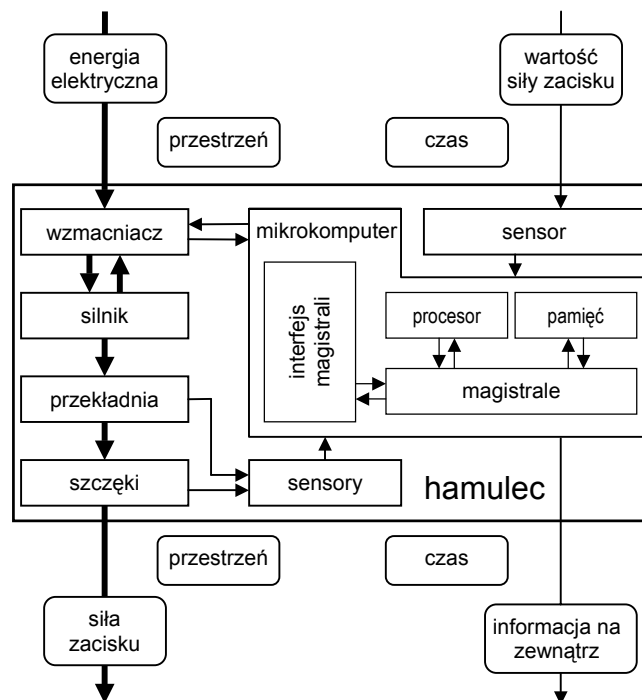 energia
elektryczna
wartość
siły zacisku
przestrzeń
czas
wzmacniacz
mikrokomputer
sensor
silnik
interfejs
magistrali
procesor
pamięć
przekładnia
magistrale
szczęki
sensory
hamulec
przestrzeń
czas
siła
zacisku
informacja na
zewnątrz